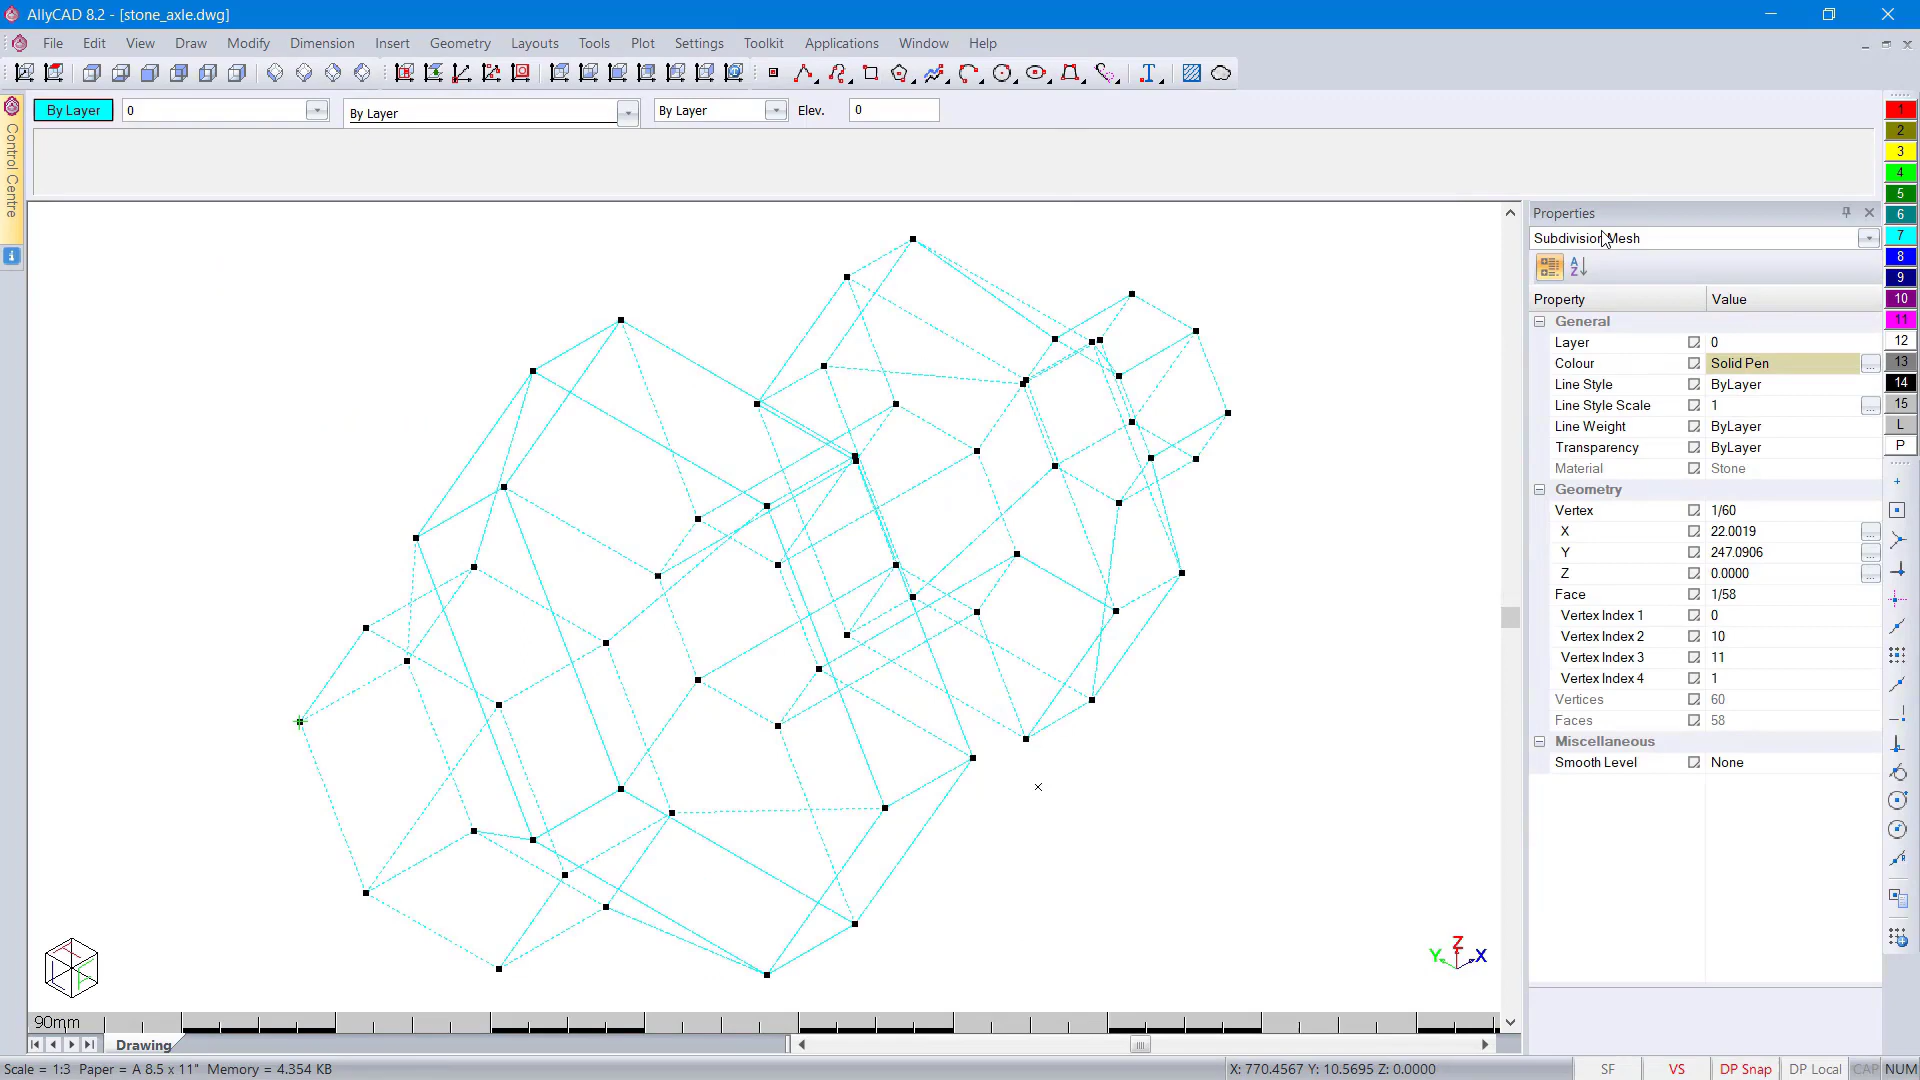 AllyCAD 8.2 - [stone_axle.dwg]
File Edit View Draw Modify Dimension Insert Geometry Layouts Tools Plot Settings Toolkit Applications Window Help
By Layer 0 By Layer By Layer Elev. 0
Control Centre
Properties
Subdivision Mesh
Property Value
General
Layer 0
Colour Solid Pen
Line Style ByLayer
Line Style Scale 1
Line Weight ByLayer
Transparency ByLayer
Material Stone
Geometry
Vertex 1/60
X 22.0019
Y 247.0906
Z 0.0000
Face 1/58
Vertex Index 1 0
Vertex Index 2 10
Vertex Index 3 11
Vertex Index 4 1
Vertices 60
Faces 58
Miscellaneous
Smooth Level None
1
2
3
4
5
6
7
8
9
10
11
12
13
14
15
L
P
Z
Y X
90mm
Drawing
Scale = 1:3 Paper = A 8.5 x 11" Memory = 4.354 KB X: 770.4567 Y: 10.5695 Z: 0.0000 SF VS DP Snap DP Local CAP NUM